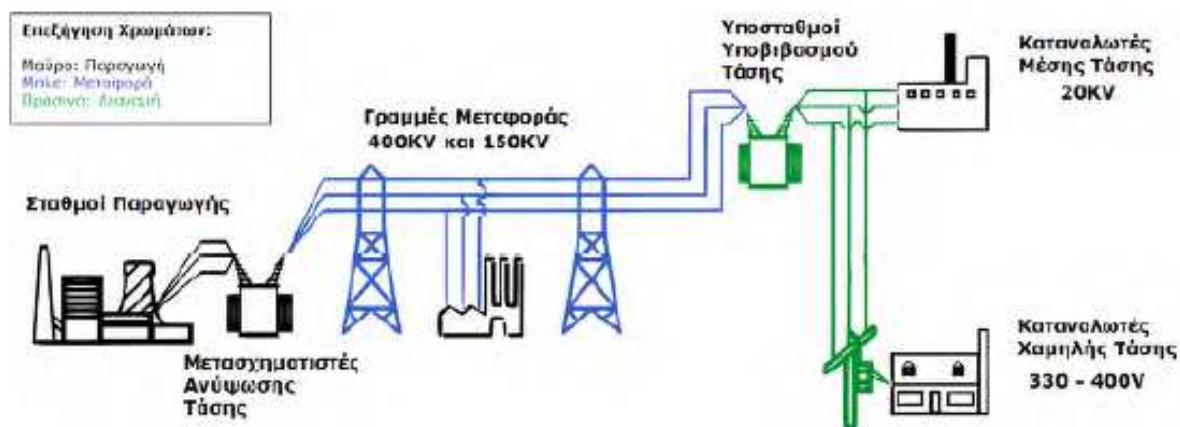 Επεξήγηση Χρωμάτων:
Μαύρο: Παραγωγή
Μπλε: Μεταφορά
Πράσινο: Διανομή
Υποσταθμοί
Υποβιβασμού
Τάσης
Καταναλωτές
Μέσης Τάσης
20KV
Γραμμές Μεταφοράς
400KV και 150KV
Σταθμοί Παραγωγής
Μετασχηματιστές
Ανύψωσης
Τάσης
Καταναλωτές
Χαμηλής Τάσης
330 - 400V